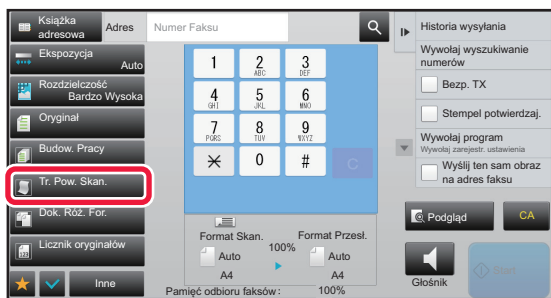 Książka
adresowa
Adres
Numer Faksu
Ekspozycja
Auto
Rozdzielczość
Bardzo Wysoka
Oryginał
Budow. Pracy
Tr. Pow. Skan.
Dok. Róż. For.
Licznik oryginałów
Inne
1
2
ABC
3
DEF
4
GHI
5
JKL
6
MNO
7
PQRS
8
TUV
9
WXYZ
0
#
C
Format Skan.
100%
Format Przesł.
Auto
A4
Auto
A4
Pamięć odbioru faksów:
100%
Historia wysyłania
Wywołaj wyszukiwanie
numerów
Bezp. TX
Stempel potwierdzaj.
Wywołaj program
Wywołaj zarejestr. ustawienia
Wyślij ten sam obraz
na adres faksu
Podgląd
CA
Głośnik
Start